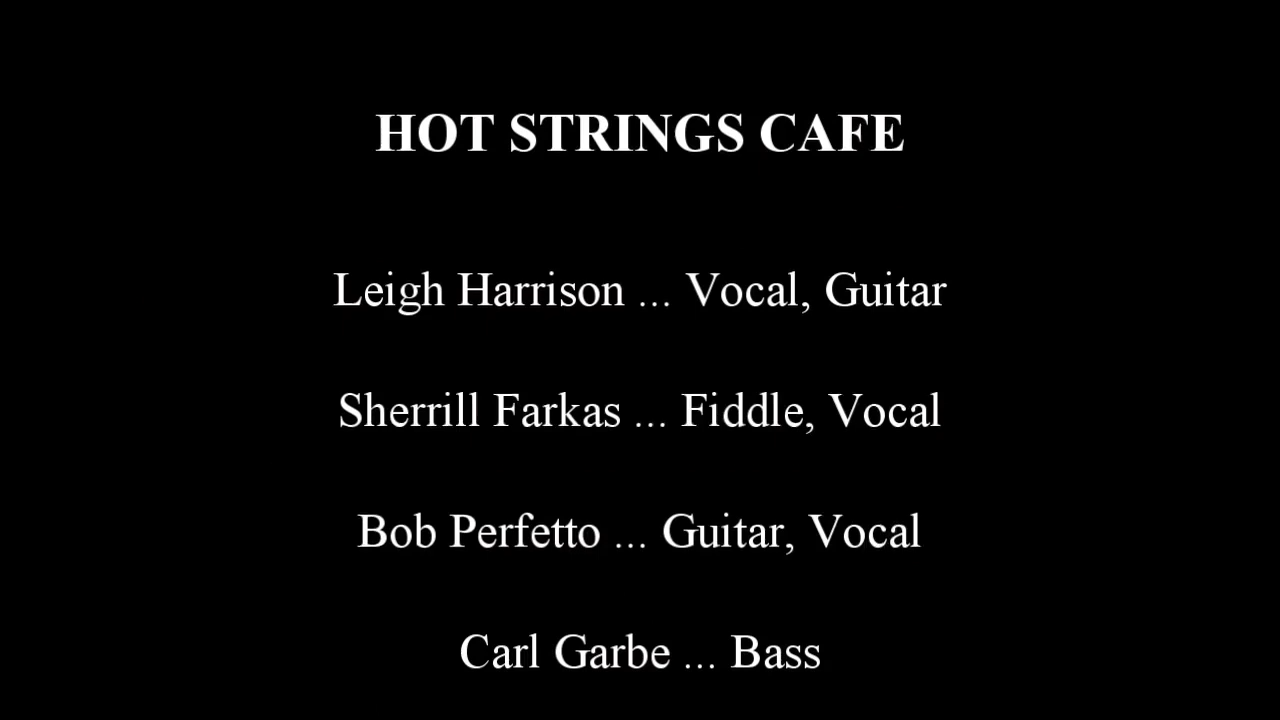 HOT STRINGS CAFE
Leigh Harrison ... Vocal, Guitar
Sherrill Farkas ... Fiddle, Vocal
Bob Perfetto ... Guitar, Vocal
Carl Garbe ... Bass